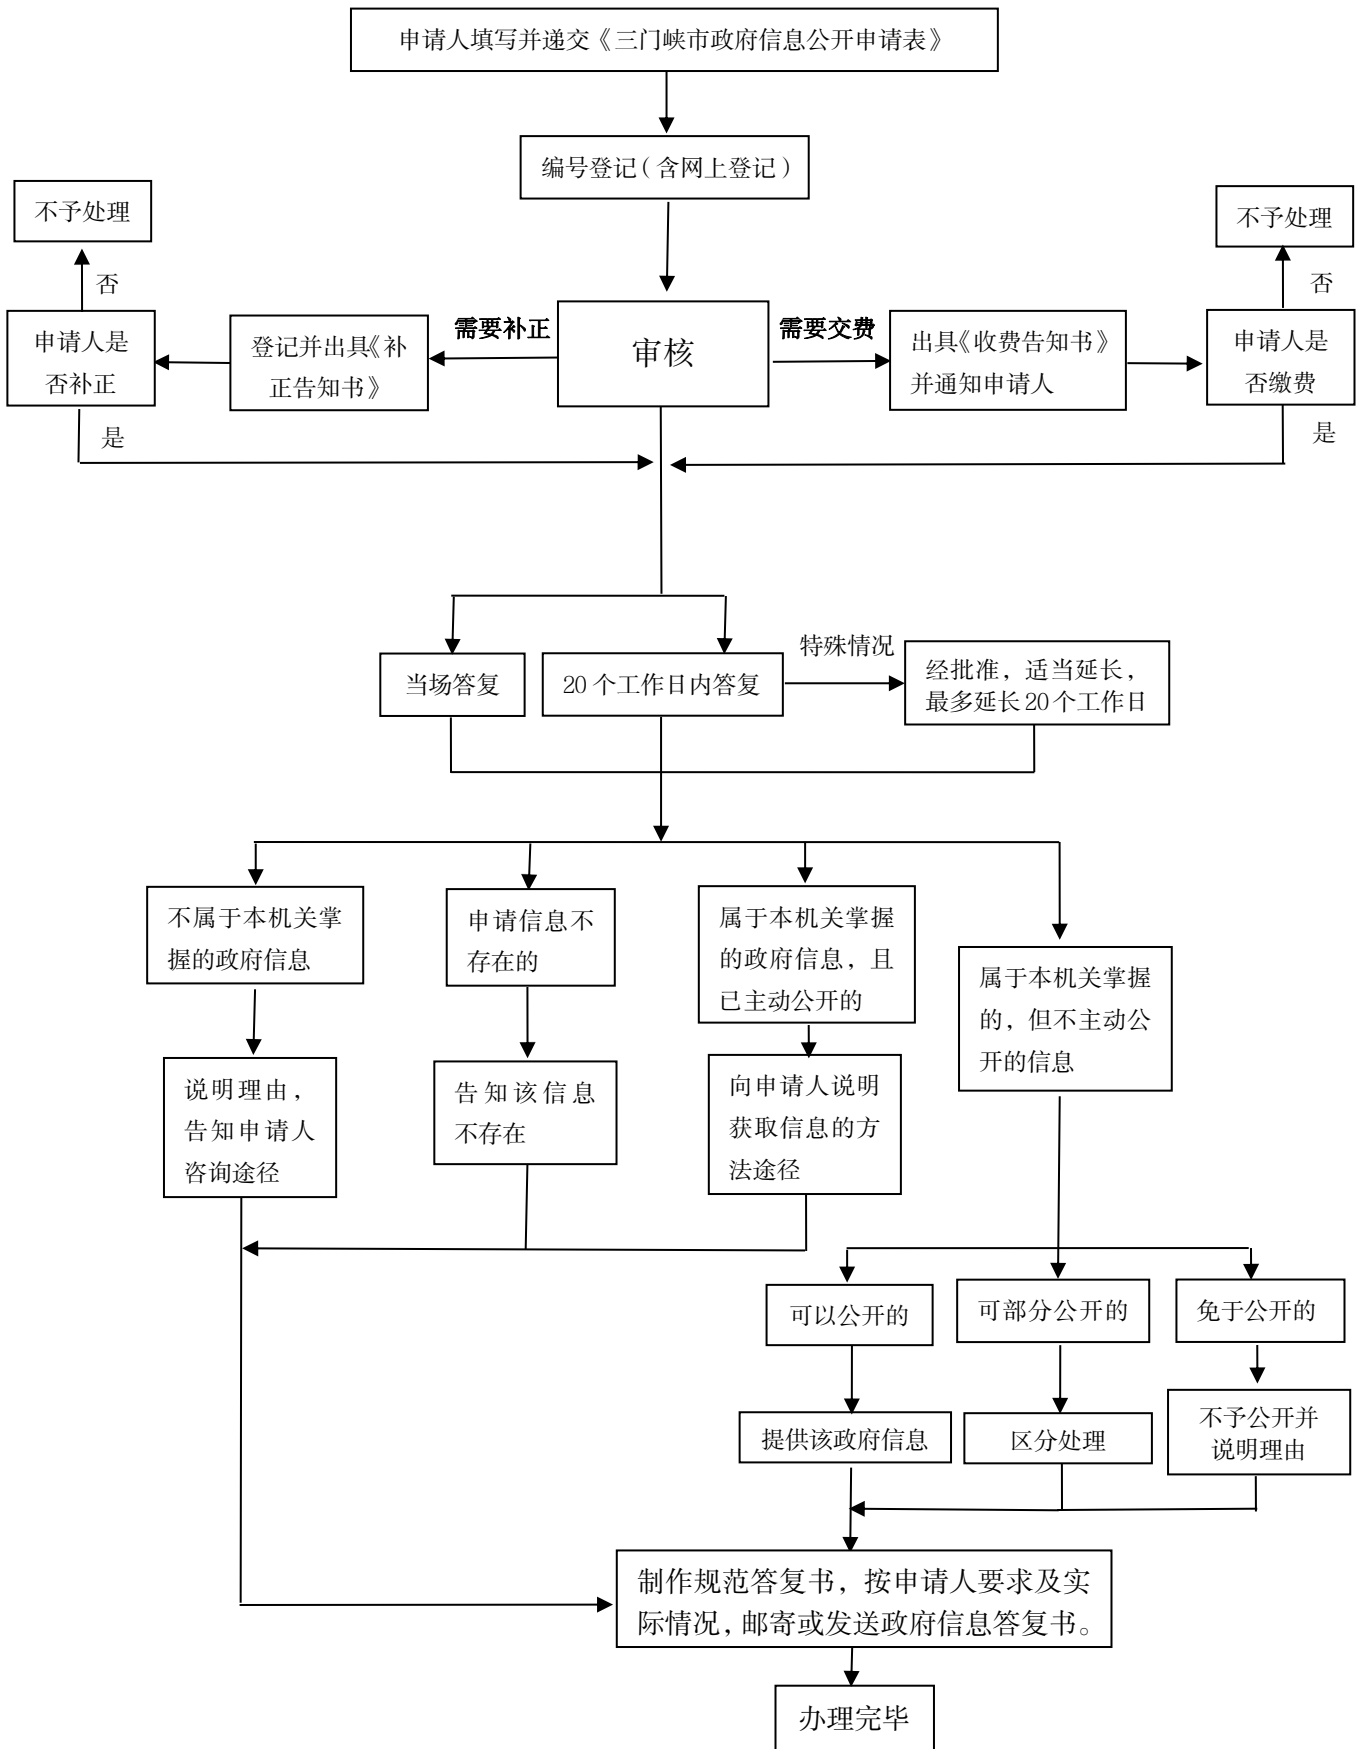 申请人填写并递交《三门峡市政府信息公开申请表》
编号登记（含网上登记）
不予处理
不予处理
否
否
申请人是
否补正
登记并出具《补
正告知书》
需要补正
审核
需要交费
出具《收费告知书》
并通知申请人
申请人是
否缴费
是
是
当场答复
20个工作日内答复
特殊情况
经批准，适当延长，
最多延长20个工作日
不属于本机关掌
握的政府信息
申请信息不
存在的
属于本机关掌握
的政府信息，且
已主动公开的
属于本机关掌握
的，但不主动公
开的信息
说明理由，
告知申请人
咨询途径
告知该信息
不存在
向申请人说明
获取信息的方
法途径
可以公开的
可部分公开的
免于公开的
提供该政府信息
区分处理
不予公开并
说明理由
制作规范答复书，按申请人要求及实
际情况，邮寄或发送政府信息答复书。
办理完毕